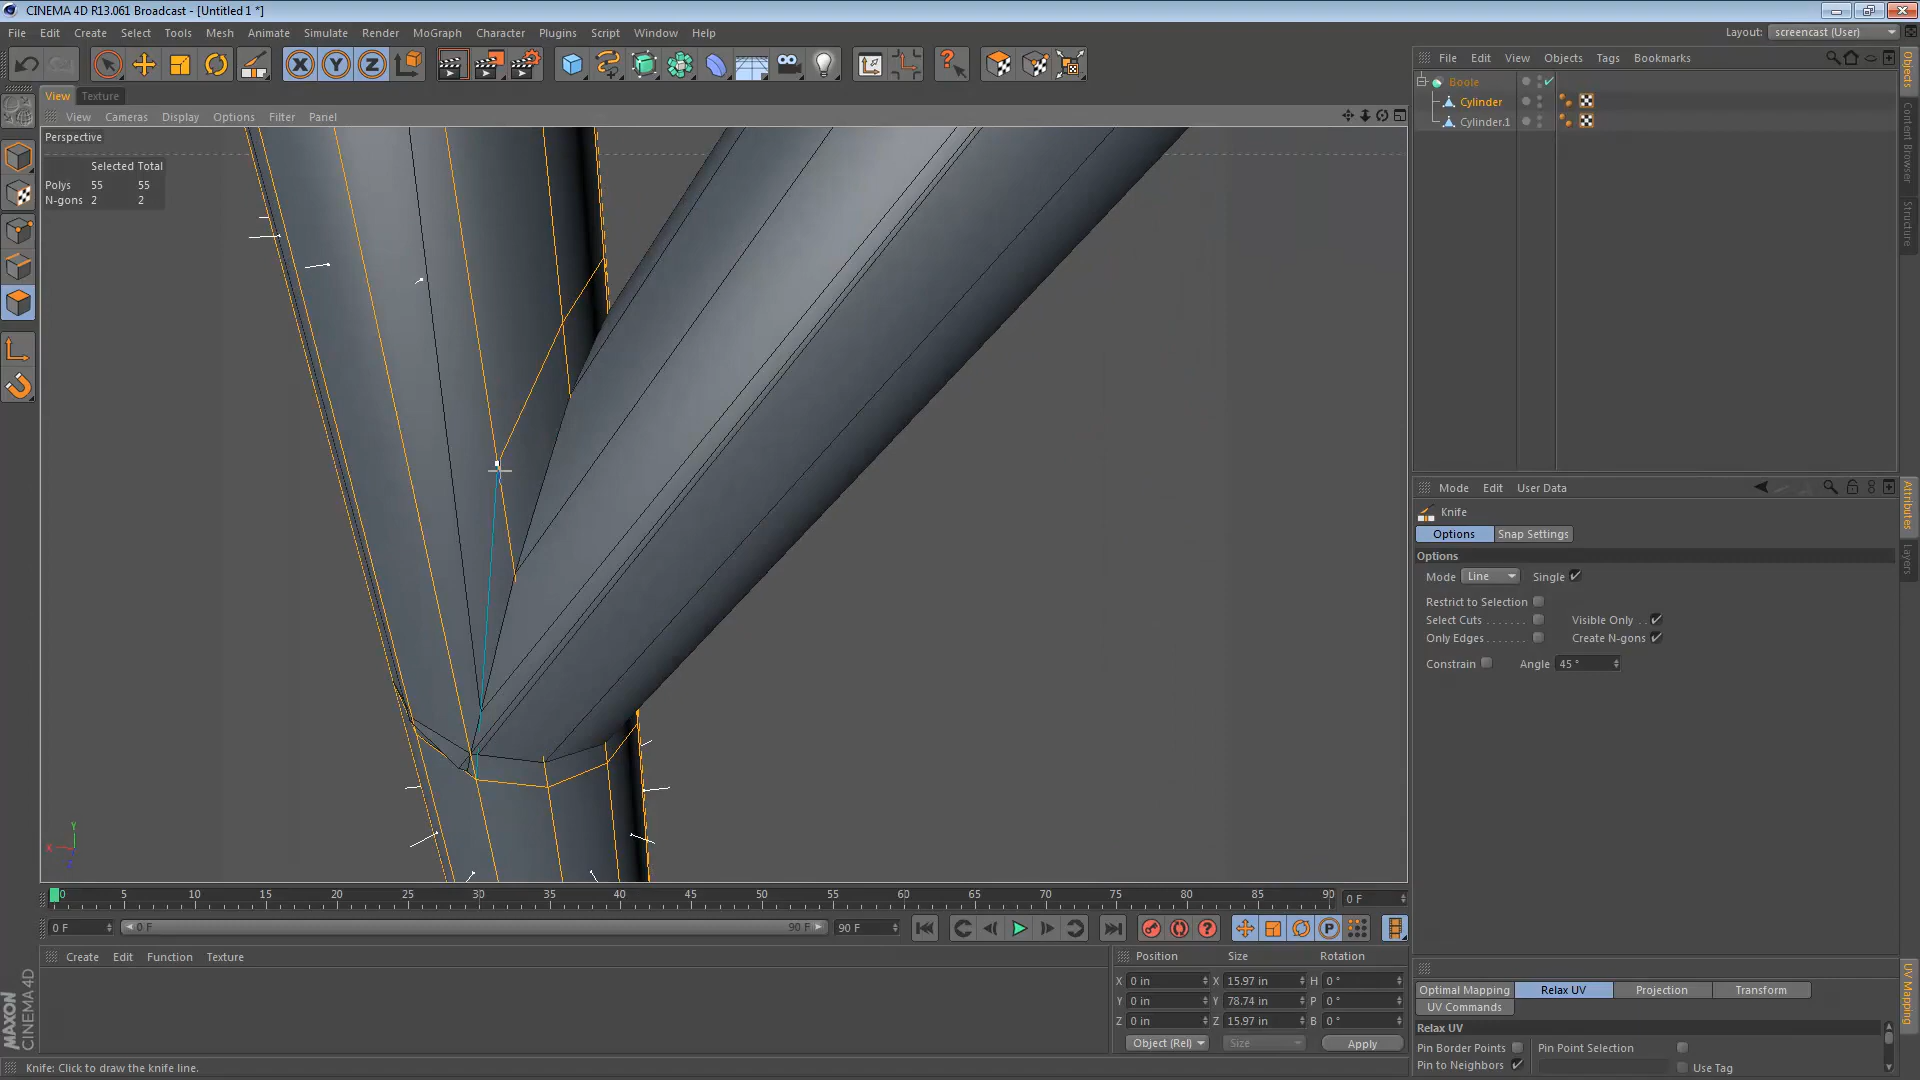 CINEMA 4D R13.061 Broadcast - [Untitled 1 *]
File Edit Create Select Tools Mesh Animate Simulate Render MoGraph Character Plugins Script Window Help
Layout: screencast (User)
View Texture
View Cameras Display Options Filter Panel
Perspective
Selected Total
Polys 55 55
N-gons 2 2
File Edit View Objects Tags Bookmarks
Boole
Cylinder
Cylinder.1
Objects
Content Browser
Structure
Mode Edit User Data
Knife
Options Snap Settings
Options
Mode Line Single
Restrict to Selection
Select Cuts Visible Only
Only Edges Create N-gons
Constrain Angle 45 °
Attributes
Layers
X Y Z
Y
X
0 5 10 15 20 25 30 35 40 45 50 55 60 65 70 75 80 85 90 0 F
0 F 0 F 90 F 90 F
Create Edit Function Texture
Position Size Rotation
X 0 in X 15.97 in H 0 °
Y 0 in Y 78.74 in P 0 °
Z 0 in Z 15.97 in B 0 °
Object (Rel) Size Apply
Optimal Mapping Relax UV Projection Transform
UV Commands
Relax UV
Pin Border Points Pin Point Selection
Pin to Neighbors Use Tag
UV Mapping
MAXON
CINEMA 4D
Knife: Click to draw the knife line.